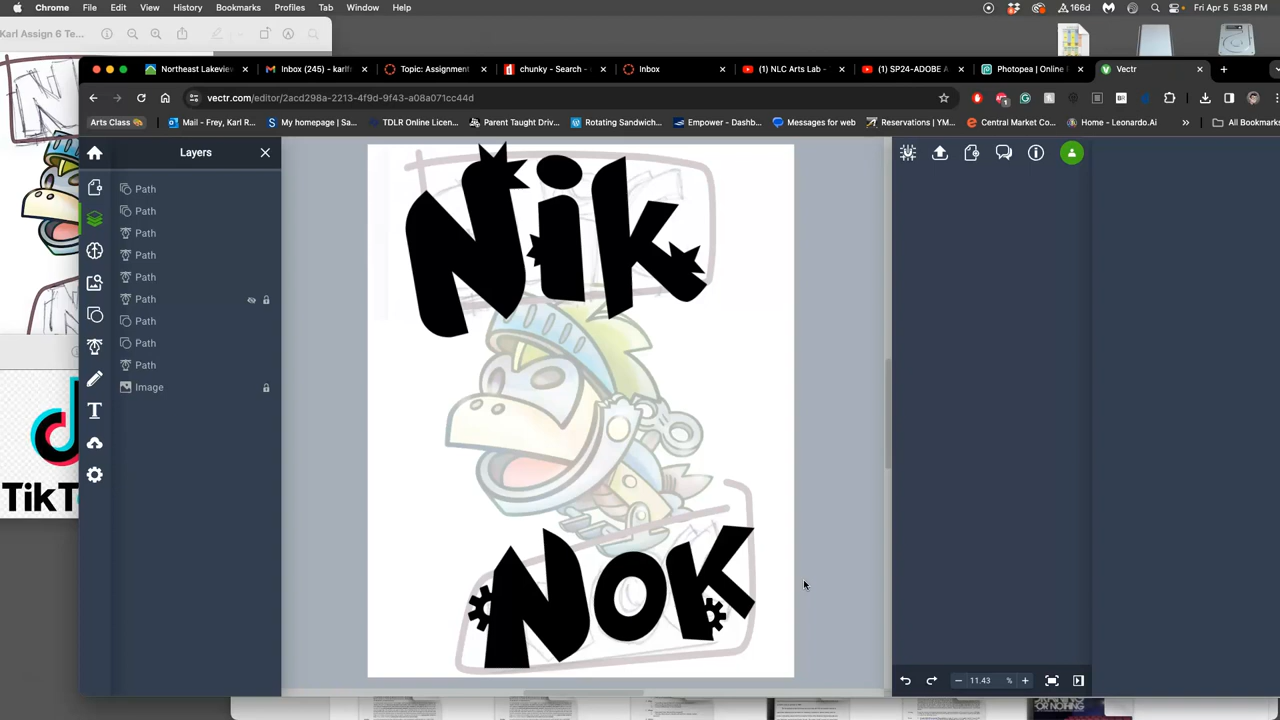 Chrome File Edit View History Bookmarks Profiles Tab Window Help 166d Fri Apr 5 5:38 PM
Karl Assign 6 Te...
Northeast Lakeview Inbox (245) - karlfr Topic: Assignment chunky - Search - Inbox (1) NLC Arts Lab - (1) SP24-ADOBE A Photopea | Online Vectr
vectr.com/editor/2acd298a-2213-4f9d-9f43-a08a071cc44d
Arts Class Mail - Frey, Karl R... My homepage | Sa... TDLR Online Licen... Parent Taught Driv... Rotating Sandwich... Empower - Dashb... Messages for web Reservations | YM... Central Market Co... Home - Leonardo.Ai » All Bookmarks
Layers
Path
Path
Path
Path
Path
Path
Path
Path
Path
Image
Nik
NoK
TikT
11.43 %
OR NOTHING